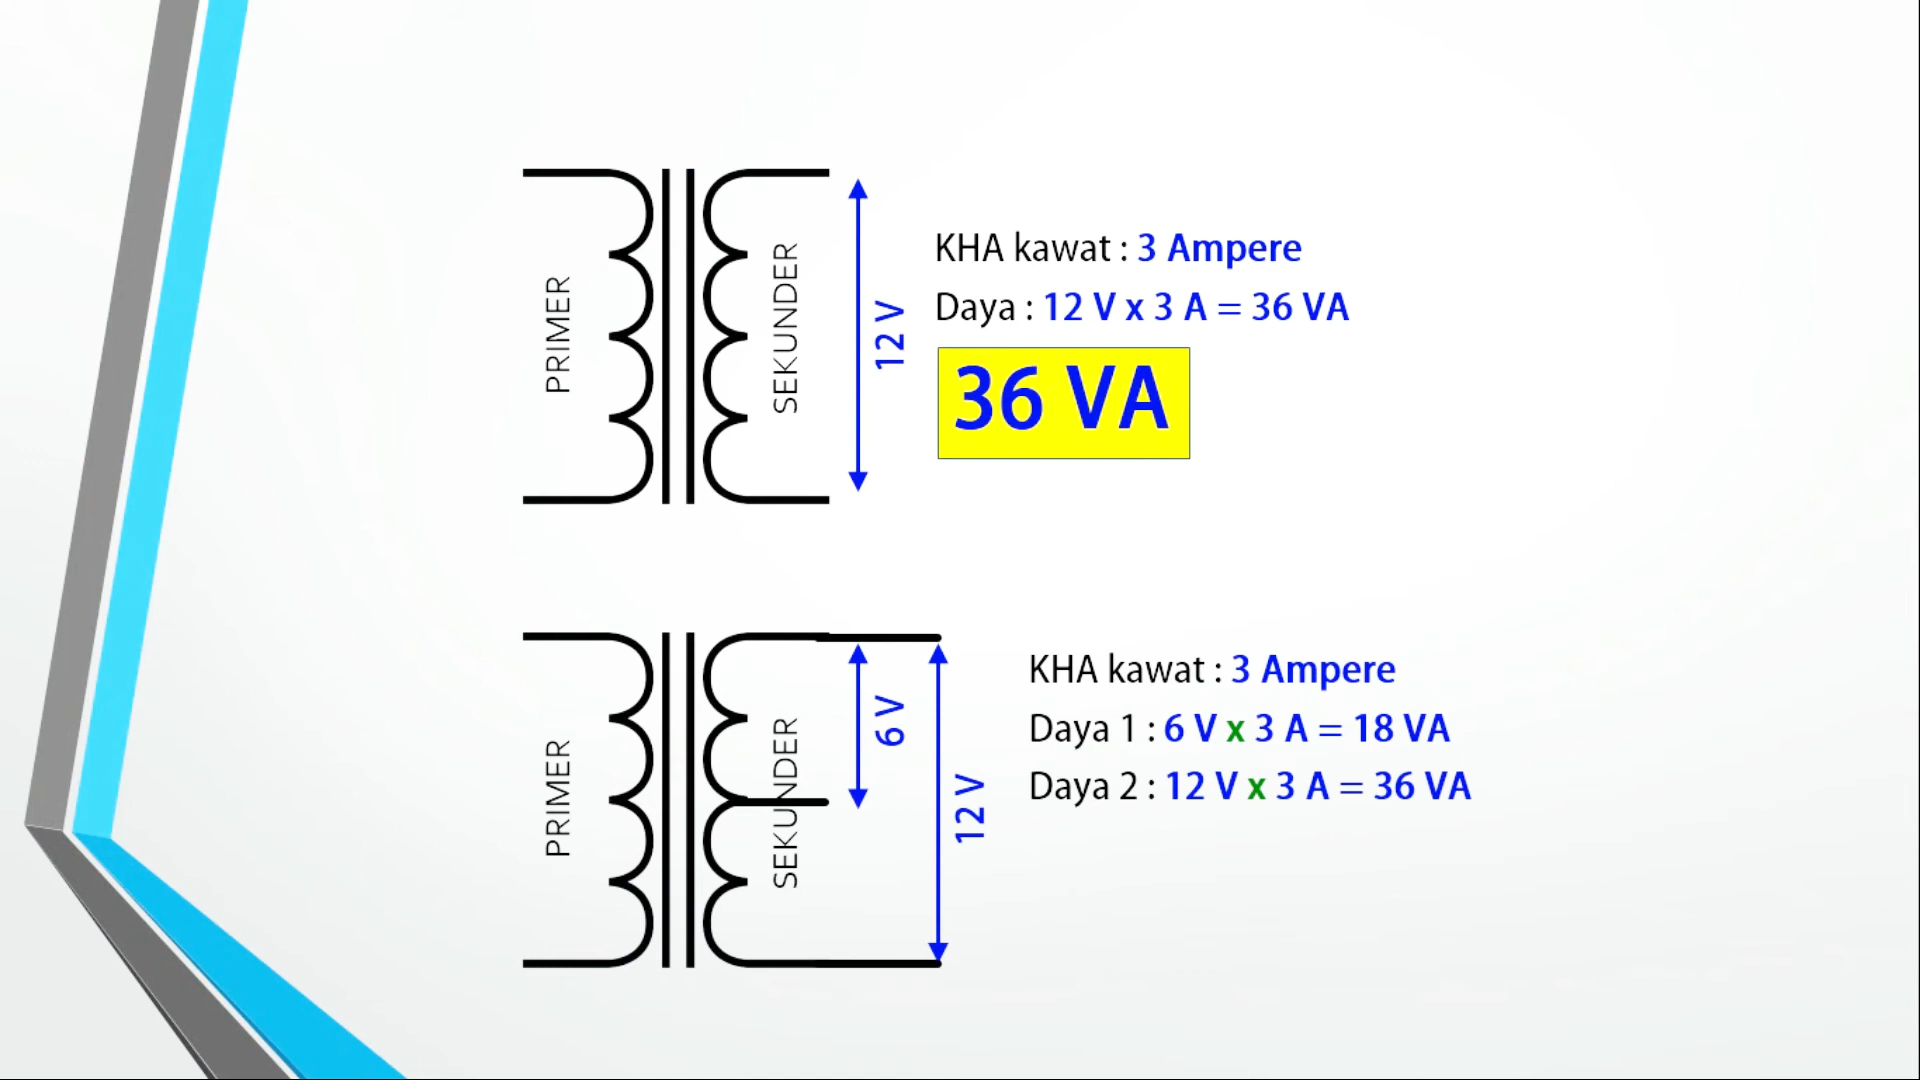 PRIMER
SEKUNDER
12 V
KHA kawat : 3 Ampere
Daya : 12 V x 3 A = 36 VA
36 VA
PRIMER
SEKUNDER
6 V
12 V
KHA kawat : 3 Ampere
Daya 1 : 6 V x 3 A = 18 VA
Daya 2 : 12 V x 3 A = 36 VA